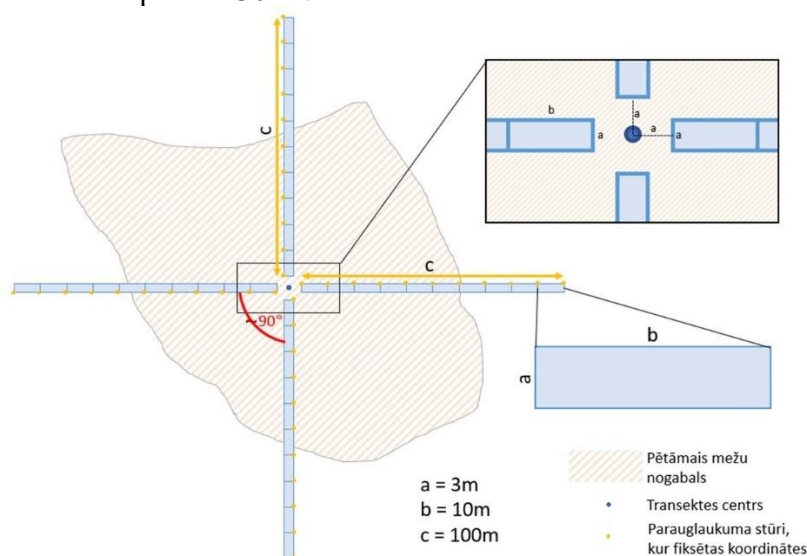 c
b
a
a
a
a
c
~90°
b
a
a = 3m
b = 10m
c = 100m
Pētāmais mežu
nogabals
Transektes centrs
Parauglaukuma stūri,
kur fiksētas koordinātes